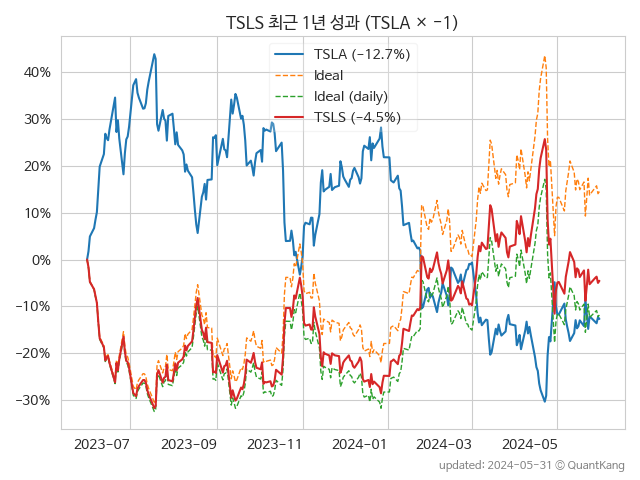 TSLS 최근 1년 성과 (TSLA × −1)
TSLA (−12.7%)
Ideal
Ideal (daily)
TSLS (−4.5%)
40%
30%
20%
10%
0%
−10%
−20%
−30%
2023-07
2023-09
2023-11
2024-01
2024-03
2024-05
updated: 2024-05-31 © QuantKang